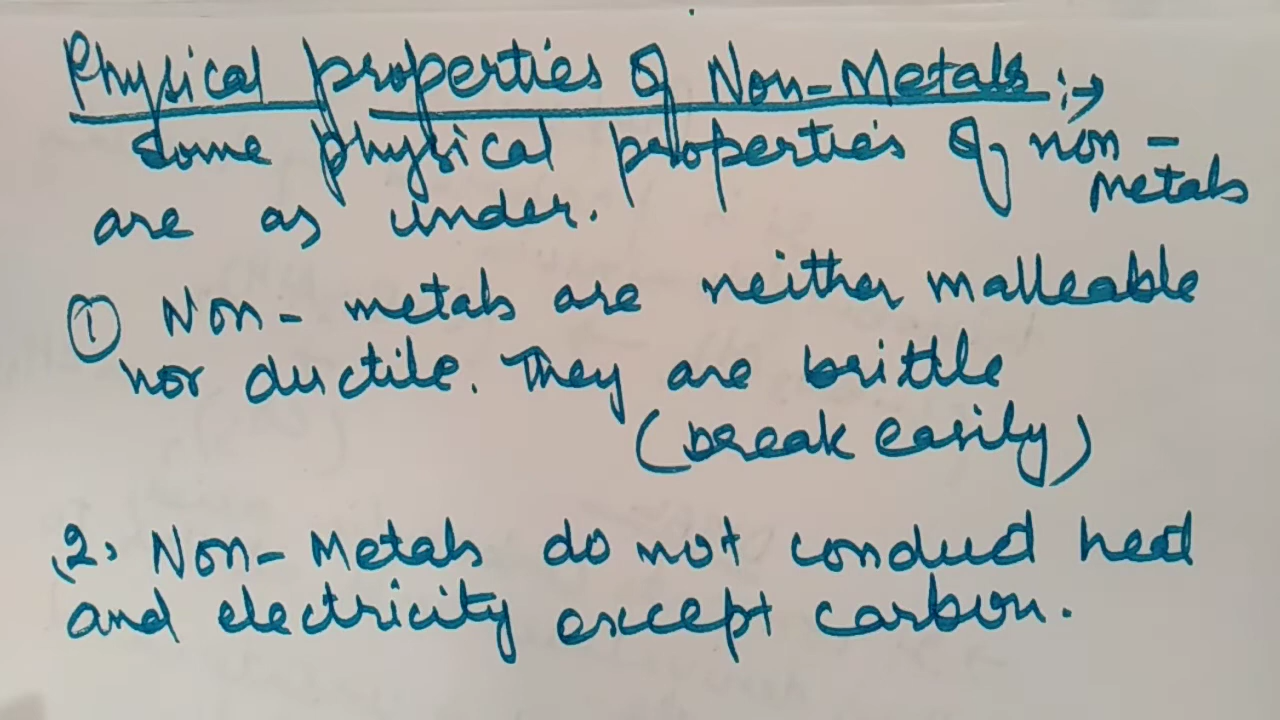 Physical properties of Non-Metals :→
Some physical properties of non-
metals
are as under.
① Non-metals are neither malleable
nor ductile. They are brittle
(break easily)
2. Non-Metals do not conduct heat
and electricity except carbon.